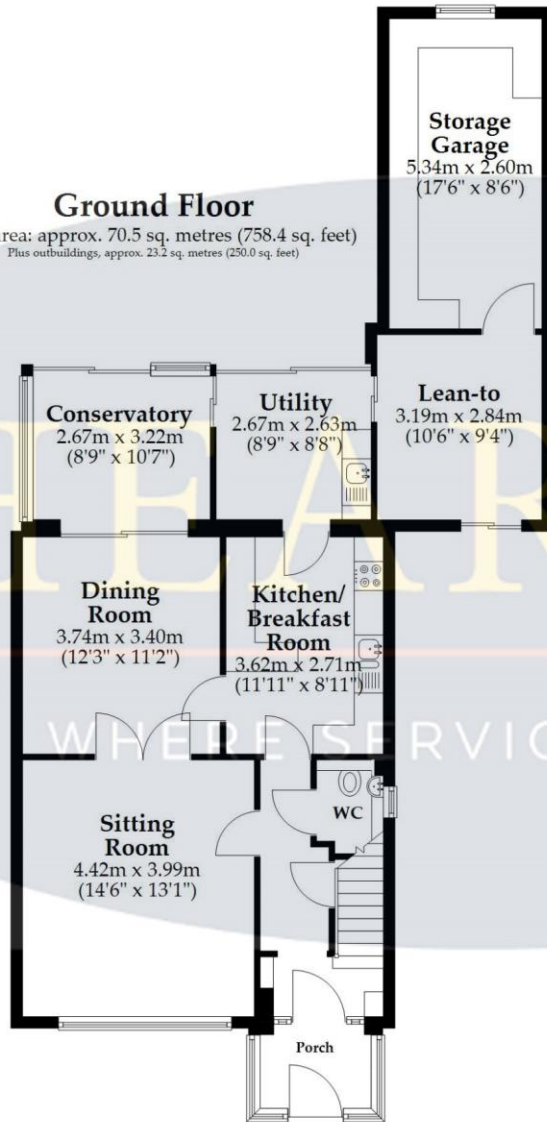 Storage
Garage
5.34m x 2.60m
(17'6" x 8'6")
Ground Floor
rea: approx. 70.5 sq. metres (758.4 sq. feet)
Plus outbuildings, approx. 23.2 sq. metres (250.0 sq. feet)
Conservatory
2.67m x 3.22m
(8'9" x 10'7")
Utility
2.67m x 2.63m
(8'9" x 8'8")
Lean-to
3.19m x 2.84m
(10'6" x 9'4")
HEAR
Dining
Room
3.74m x 3.40m
(12'3" x 11'2")
Kitchen/
Breakfast
Room
3.62m x 2.71m
(11'11" x 8'11")
WHERE SERVIC
WC
Sitting
Room
4.42m x 3.99m
(14'6" x 13'1")
Porch